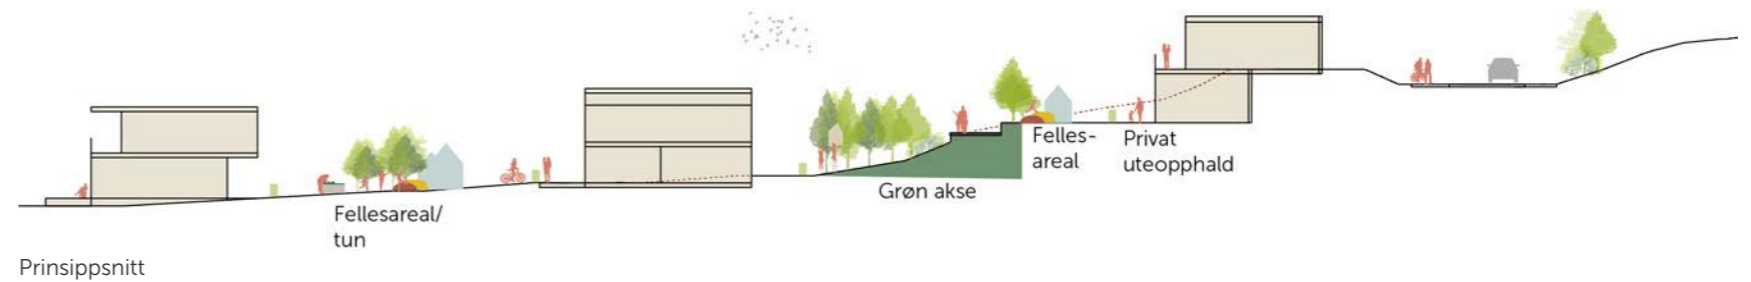 Fellesareal/
tun
Grøn akse
Felles-
areal
Privat
uteopphald
Prinsippsnitt